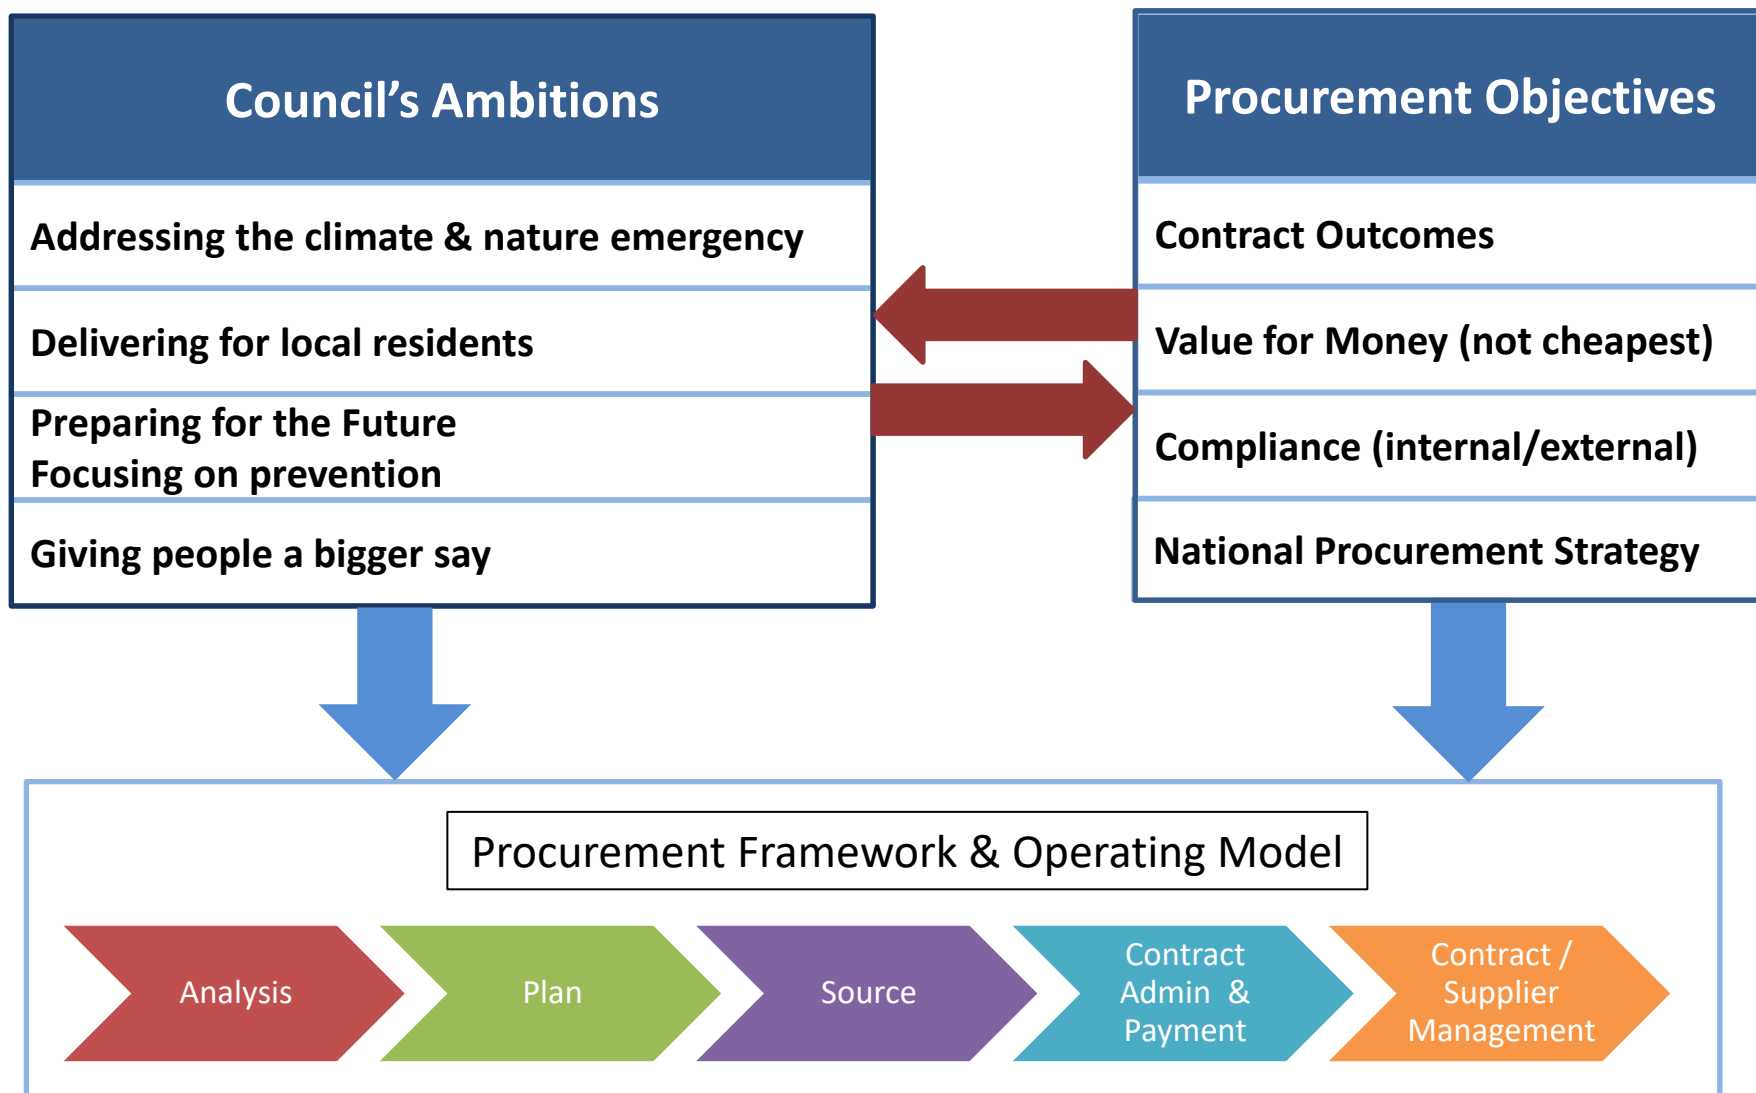 Council’s Ambitions
Addressing the climate & nature emergency
Delivering for local residents
Preparing for the Future
Focusing on prevention
Giving people a bigger say
Procurement Objectives
Contract Outcomes
Value for Money (not cheapest)
Compliance (internal/external)
National Procurement Strategy
Procurement Framework & Operating Model
Analysis
Plan
Source
Contract
Admin &
Payment
Contract /
Supplier
Management